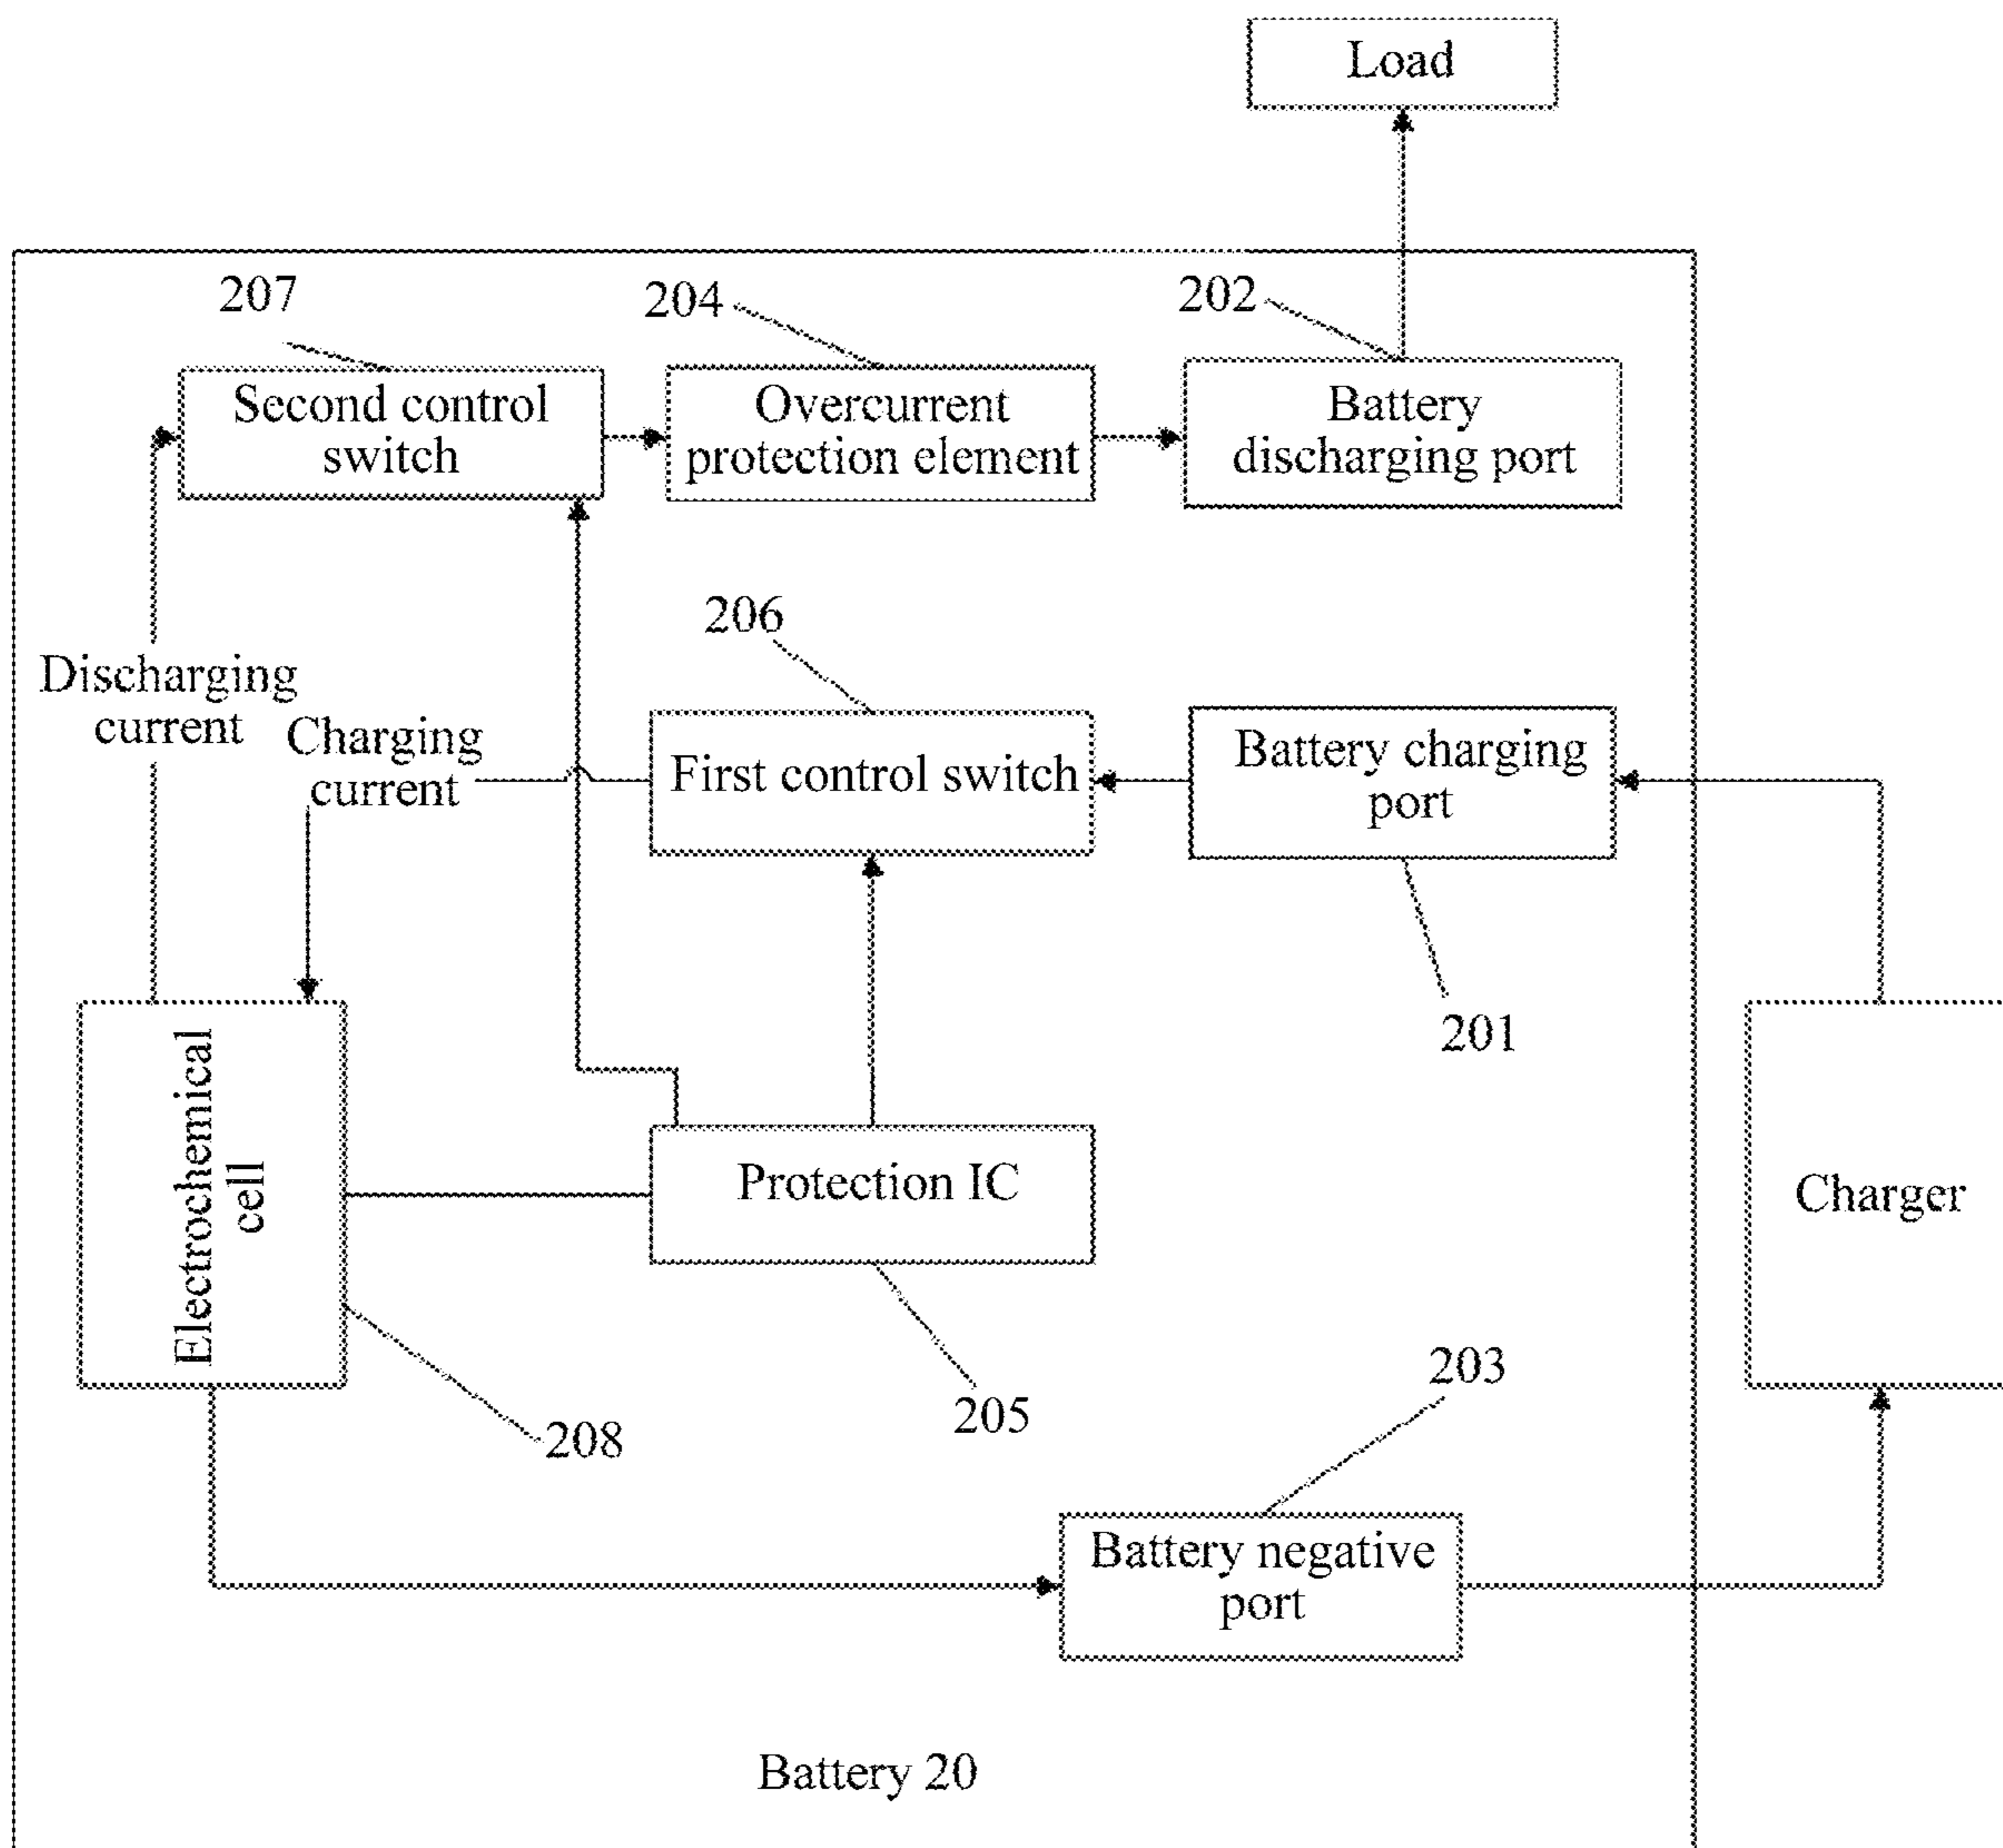 Load
207
204
202
Second control
switch
Overcurrent
protection element
Battery
discharging port
206
Discharging
current
Charging
current
First control switch
Battery charging
port
201
Electrochemical
cell
Protection IC
Charger
208
205
203
Battery negative
port
Battery 20